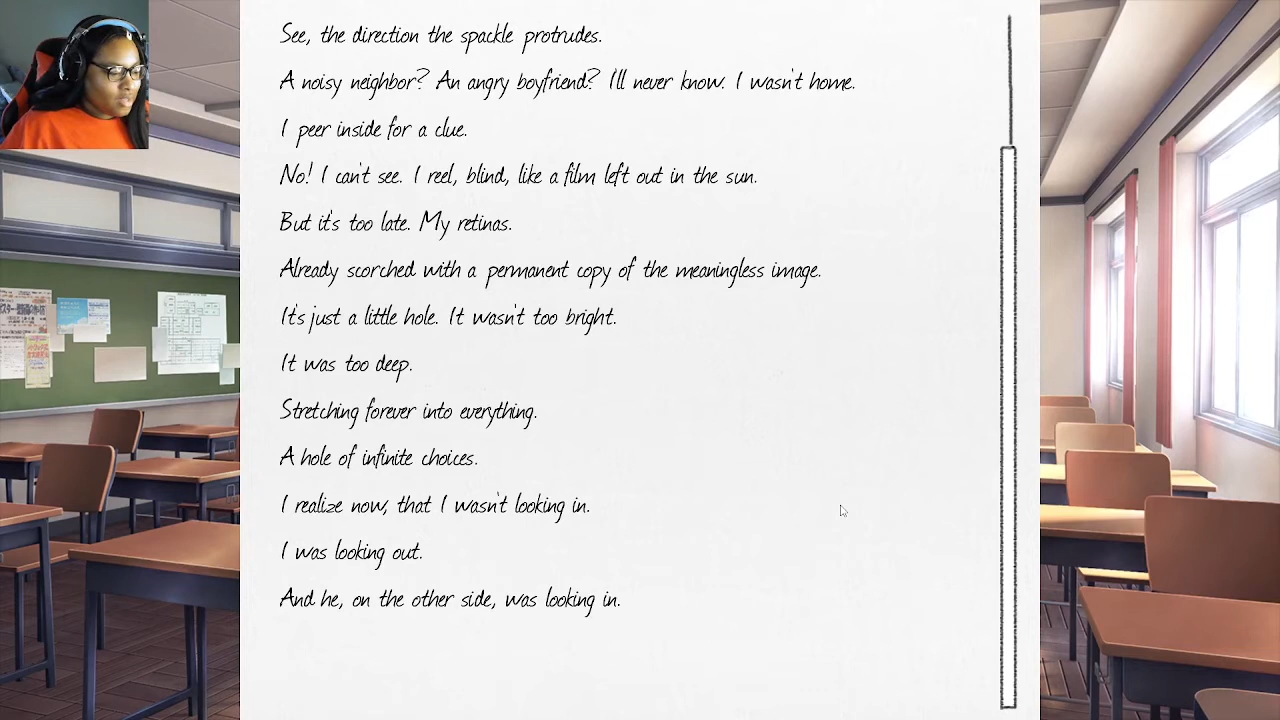 See, the direction the spackle protrudes.
A noisy neighbor? An angry boyfriend? I'll never know. I wasn't home.
I peer inside for a clue.
No! I can't see. I reel, blind, like a film left out in the sun.
But it's too late. My retinas.
Already scorched with a permanent copy of the meaningless image.
It's just a little hole. It wasn't too bright.
It was too deep.
Stretching forever into everything.
A hole of infinite choices.
I realize now, that I wasn't looking in.
I was looking out.
And he, on the other side, was looking in.